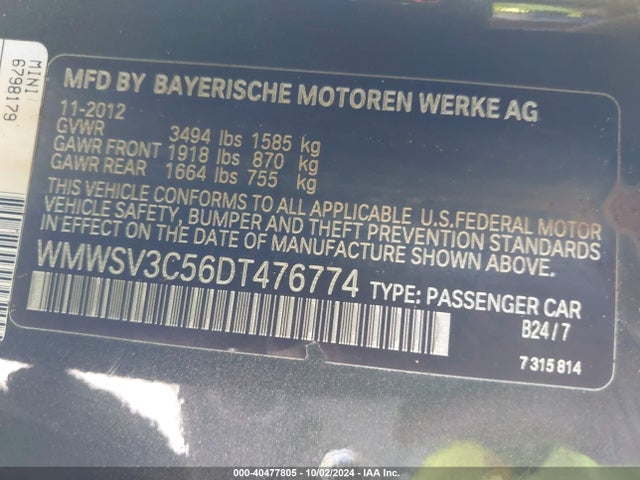 MINI
6798179
MFD BY BAYERISCHE MOTOREN WERKE AG
11-2012
GVWR 3494 lbs 1585 kg
GAWR FRONT 1918 lbs 870 kg
GAWR REAR 1664 lbs 755 kg
THIS VEHICLE CONFORMS TO ALL APPLICABLE U.S.FEDERAL MOTOR
VEHICLE SAFETY, BUMPER AND THEFT PREVENTION STANDARDS
IN EFFECT ON THE DATE OF MANUFACTURE SHOWN ABOVE.
WMWSV3C56DT476774 TYPE: PASSENGER CAR
B24/7
7315814
000-40477805 - 10/02/2024 - IAA Inc.